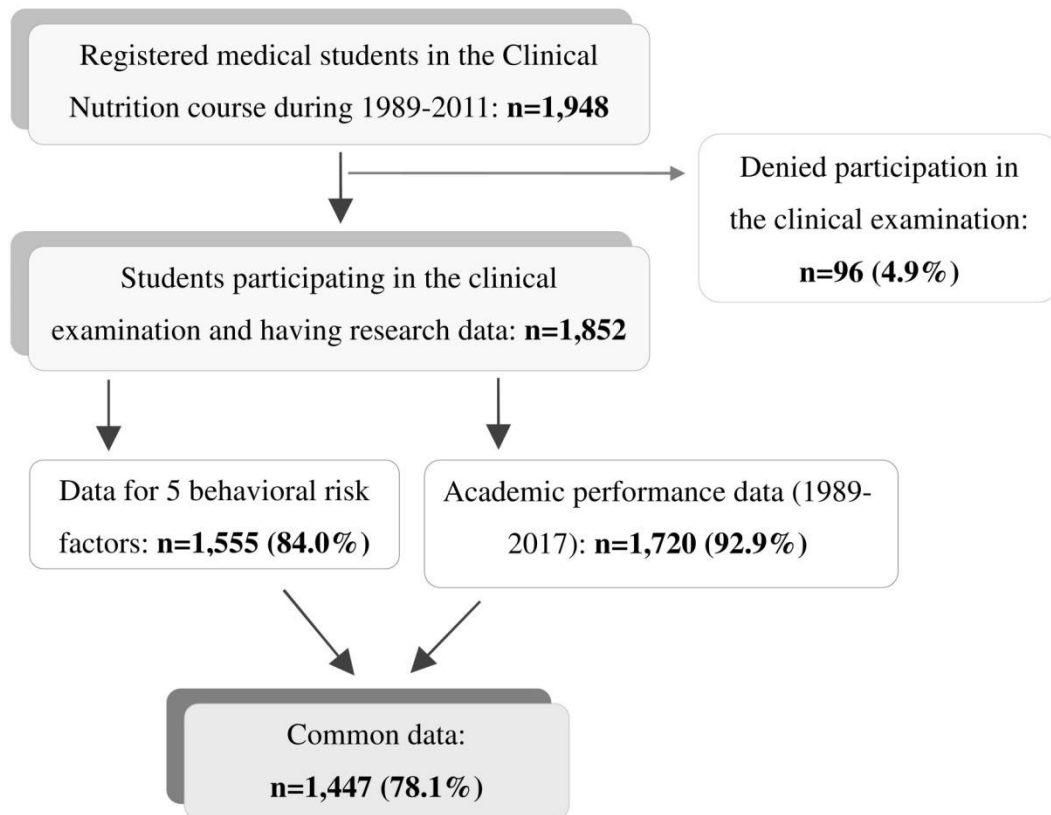 Registered medical students in the Clinical
Nutrition course during 1989-2011: n=1,948
Denied participation in
the clinical examination:
n=96 (4.9%)
Students participating in the clinical
examination and having research data: n=1,852
Data for 5 behavioral risk
factors: n=1,555 (84.0%)
Academic performance data (1989-
2017): n=1,720 (92.9%)
Common data:
n=1,447 (78.1%)